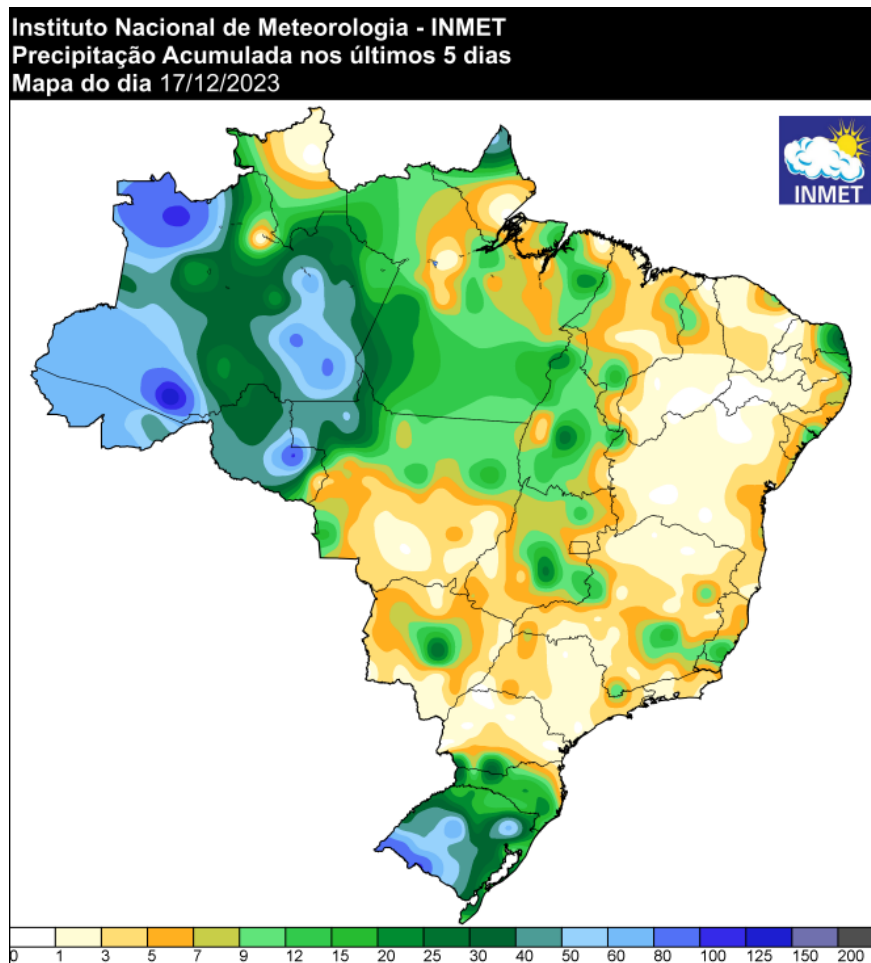 Instituto Nacional de Meteorologia - INMET
Precipitação Acumulada nos últimos 5 dias
Mapa do dia 17/12/2023
INMET
0 1 3 5 7 9 12 15 20 25 30 40 50 60 80 100 125 150 200